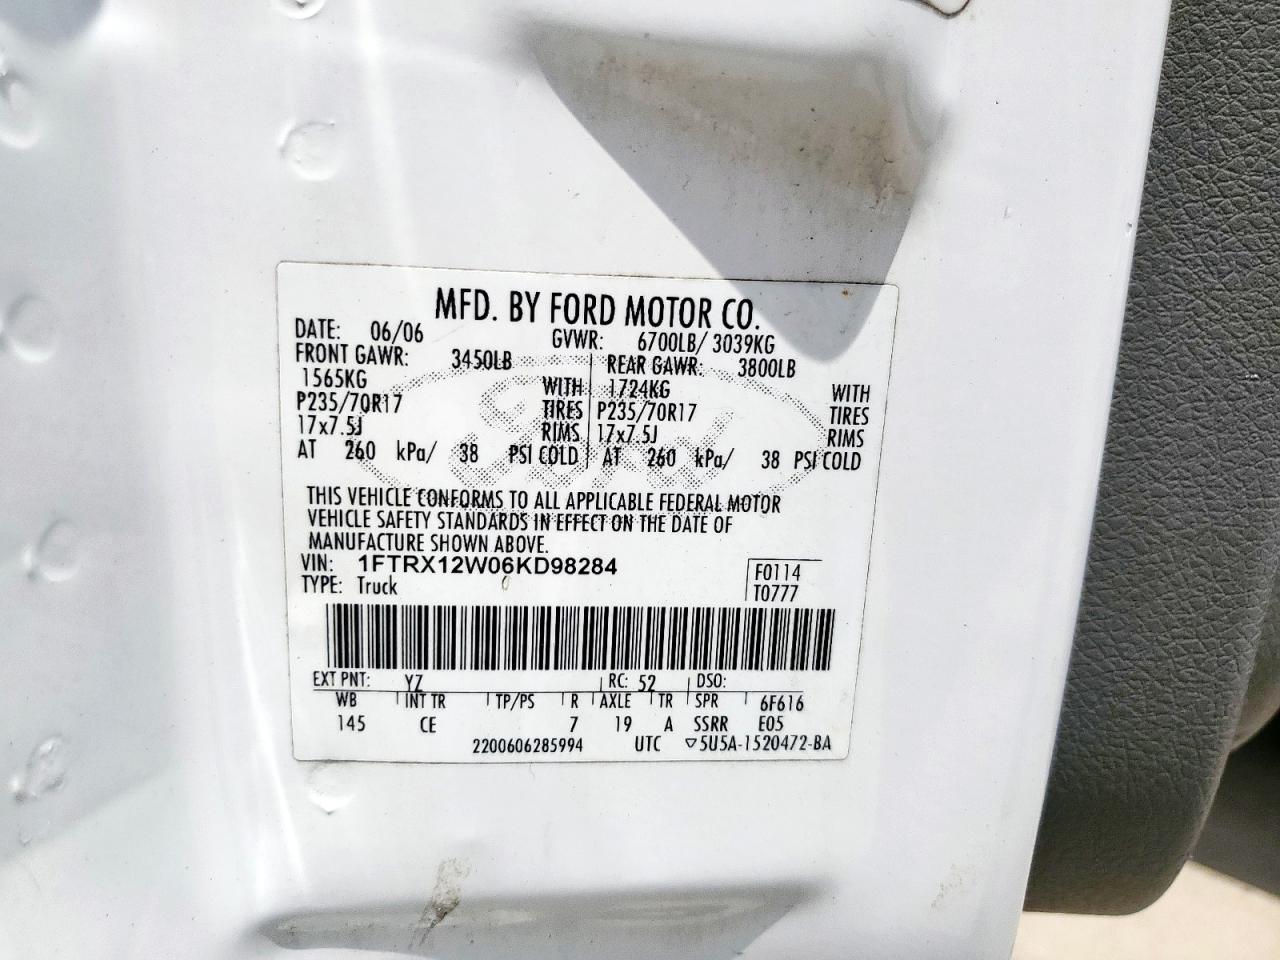 MFD. BY FORD MOTOR CO.
DATE: 06/06 GVWR: 6700LB/ 3039KG
FRONT GAWR: 3450LB REAR GAWR: 3800LB
1565KG WITH 1724KG WITH
P235/70R17 TIRES P235/70R17 TIRES
17x7.5J RIMS 17x7.5J RIMS
AT 260 kPa/ 38 PSI COLD AT 260 kPa/ 38 PSI COLD
Ford
THIS VEHICLE CONFORMS TO ALL APPLICABLE FEDERAL MOTOR
VEHICLE SAFETY STANDARDS IN EFFECT ON THE DATE OF
MANUFACTURE SHOWN ABOVE.
VIN: 1FTRX12W06KD98284 F0114
TYPE: Truck T0777
EXT PNT: YZ RC: 52 DSO:
WB INT TR TP/PS R AXLE TR SPR 6F616
145 CE 7 19 A SSRR E05
2200606285994 UTC ▽5U5A-1520472-BA